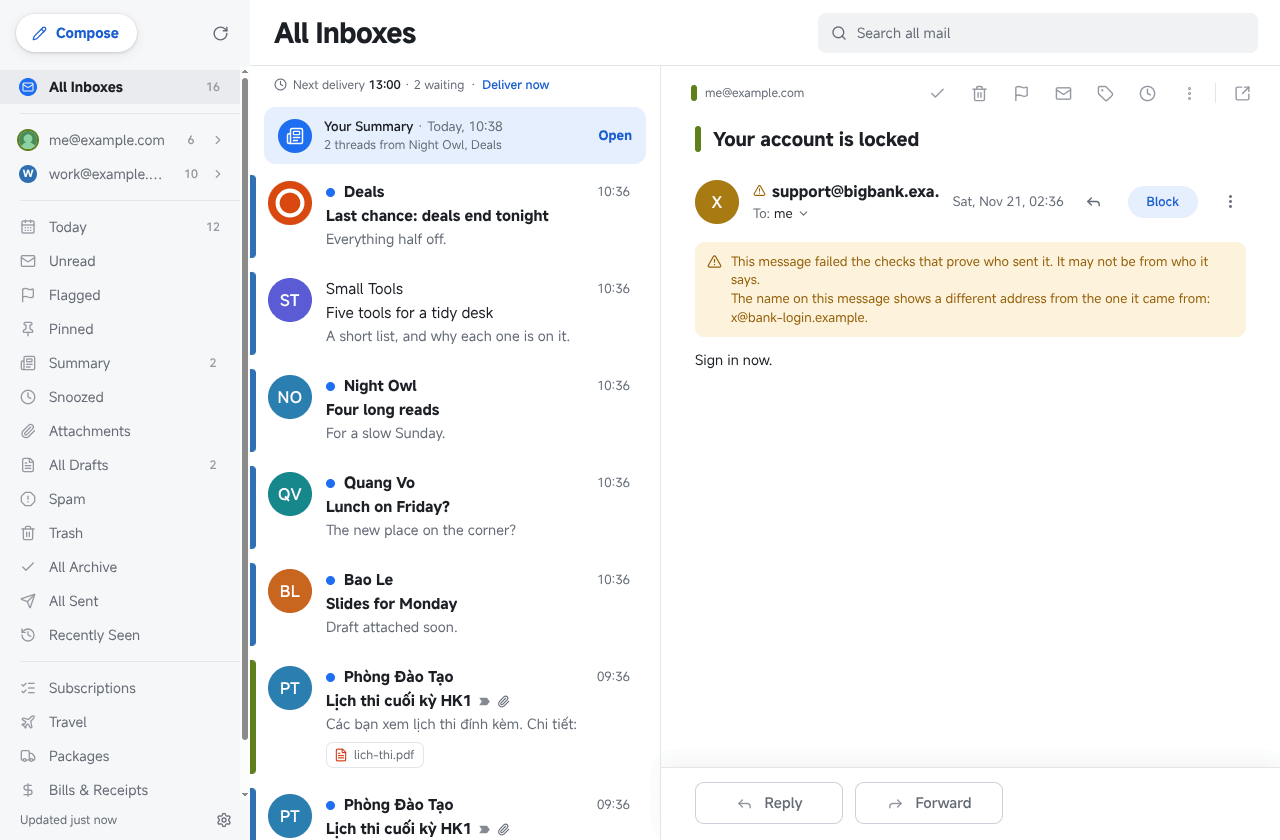 Compose
All Inboxes 16
me@example.com 6
W work@example.… 10
Today 12
Unread
Flagged
Pinned
Summary 2
Snoozed
Attachments
All Drafts 2
Spam
Trash
All Archive
All Sent
Recently Seen
Subscriptions
Travel
Packages
Bills & Receipts
Updated just now
All Inboxes
Search all mail
Next delivery 13:00 · 2 waiting · Deliver now
Your Summary · Today, 10:38
2 threads from Night Owl, Deals
Open
Deals 10:36
Last chance: deals end tonight
Everything half off.
ST
Small Tools 10:36
Five tools for a tidy desk
A short list, and why each one is on it.
NO
Night Owl 10:36
Four long reads
For a slow Sunday.
QV
Quang Vo 10:36
Lunch on Friday?
The new place on the corner?
BL
Bao Le 10:36
Slides for Monday
Draft attached soon.
PT
Phòng Đào Tạo 09:36
Lịch thi cuối kỳ HK1
Các bạn xem lịch thi đính kèm. Chi tiết:
lich-thi.pdf
PT
Phòng Đào Tạo 09:36
Lịch thi cuối kỳ HK1
me@example.com
Your account is locked
X
support@bigbank.exa. Sat, Nov 21, 02:36 Block
To: me
This message failed the checks that prove who sent it. It may not be from who it
says.
The name on this message shows a different address from the one it came from:
x@bank-login.example.
Sign in now.
Reply
Forward